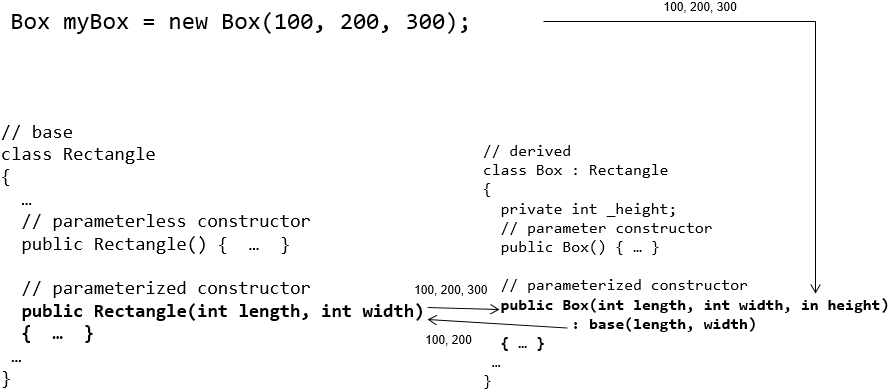 Box myBox = new Box(100, 200, 300);
100, 200, 300
// base
class Rectangle
{
…
// parameterless constructor
public Rectangle() { … }
// parameterized constructor
public Rectangle(int length, int width)
{ … }
…
}
100, 200, 300
100, 200
// derived
class Box : Rectangle
{
private int _height;
// parameter constructor
public Box() { … }
// parameterized constructor
public Box(int length, int width, in height)
: base(length, width)
{ … }
…
}